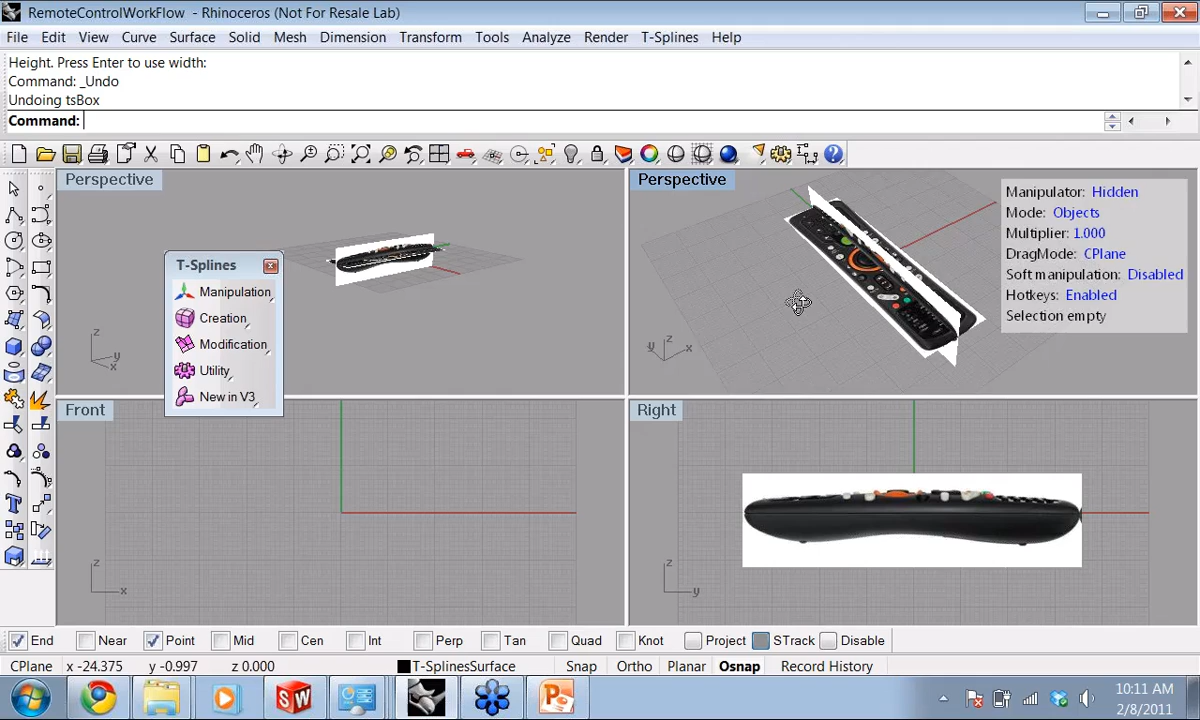 RemoteControlWorkFlow - Rhinoceros (Not For Resale Lab)
File Edit View Curve Surface Solid Mesh Dimension Transform Tools Analyze Render T-Splines Help
Height. Press Enter to use width:
Command: _Undo
Undoing tsBox
Command:
Perspective
Perspective
Manipulator: Hidden
Mode: Objects
Multiplier: 1.000
DragMode: CPlane
Soft manipulation: Disabled
Hotkeys: Enabled
Selection empty
T-Splines
Manipulation
Creation
Modification
Utility
New in V3
z
y
x
z
y
x
Front
Right
z
x
z
y
End Near Point Mid Cen Int Perp Tan Quad Knot Project STrack Disable
CPlane x -24.375 y -0.997 z 0.000 T-SplinesSurface Snap Ortho Planar Osnap Record History
10:11 AM
2/8/2011